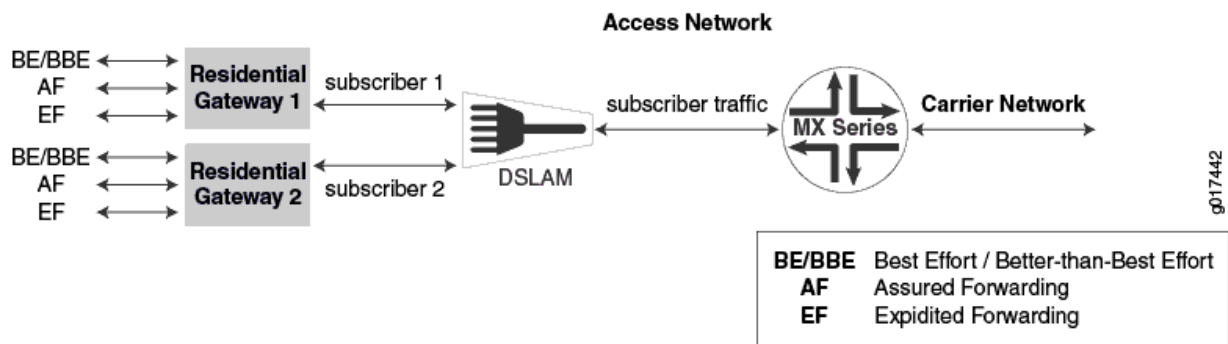 Access Network
BE/BBE
AF
EF
Residential
Gateway 1
subscriber 1
BE/BBE
AF
EF
Residential
Gateway 2
subscriber 2
DSLAM
subscriber traffic
MX Series
Carrier Network
g017442
BE/BBE Best Effort / Better-than-Best Effort
AF Assured Forwarding
EF Expidited Forwarding